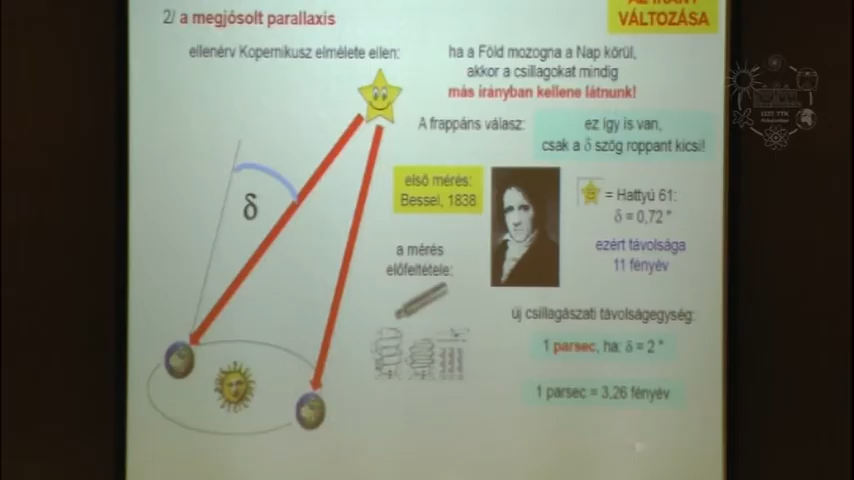 2/ a megjósolt parallaxis
AZ IRÁNY
VÁLTOZÁSA
ellenérv Kopernikusz elmélete ellen:
ha a Föld mozogna a Nap körül,
akkor a csillagokat mindig
más irányban kellene látnunk!
A frappáns válasz:
ez így is van,
csak a δ szög roppant kicsi!
δ
első mérés:
Bessel, 1838
= Hattyú 61:
δ = 0,72 "
ezért távolsága
11 fényév
a mérés
előfeltétele:
új csillagászati távolságegység:
1 parsec, ha: δ = 2 "
1 parsec = 3,26 fényév